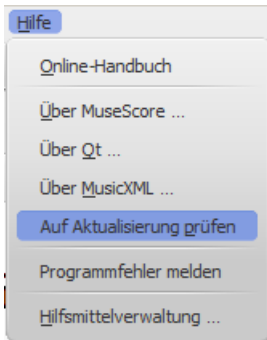 Hilfe
Online-Handbuch
Über MuseScore ...
Über Qt ...
Über MusicXML ...
Auf Aktualisierung prüfen
Programmfehler melden
Hilfsmittelverwaltung ...